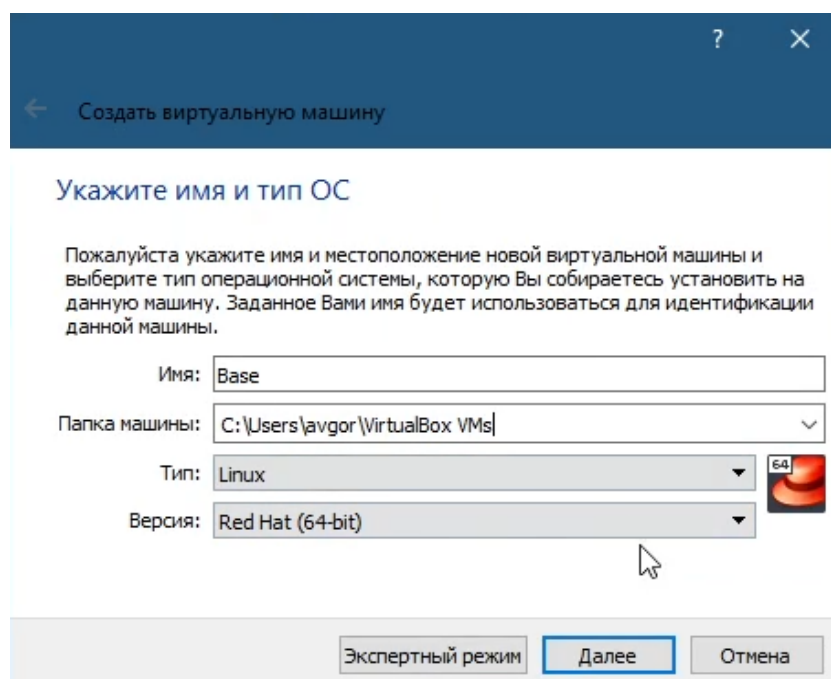 ?
Создать виртуальную машину
Укажите имя и тип ОС
Пожалуйста укажите имя и местоположение новой виртуальной машины и
выберите тип операционной системы, которую Вы собираетесь установить на
данную машину. Заданное Вами имя будет использоваться для идентификации
данной машины.
Имя: Base
Папка машины: C:\Users\avgor\VirtualBox VMs
Тип: Linux
64
Версия: Red Hat (64-bit)
Экспертный режим Далее Отмена